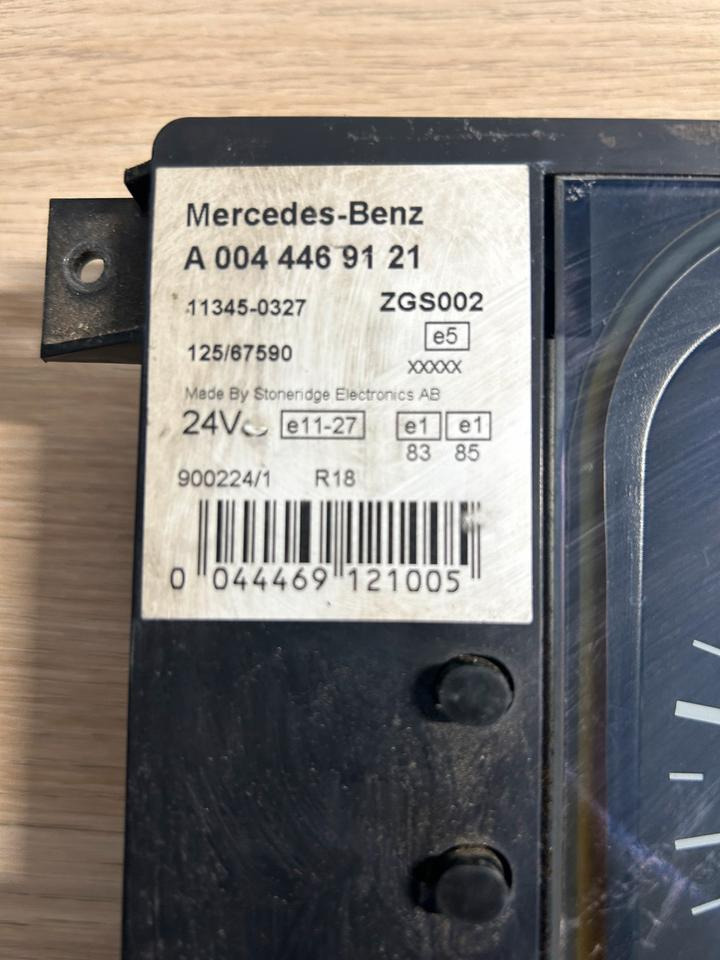 Mercedes-Benz
A 004 446 91 21
11345-0327 ZGS002
e5
125/67590 XXXXX
Made By Stoneridge Electronics AB
24V e11-27 e1 e1
83 85
900224/1 R18
0 044469 121005